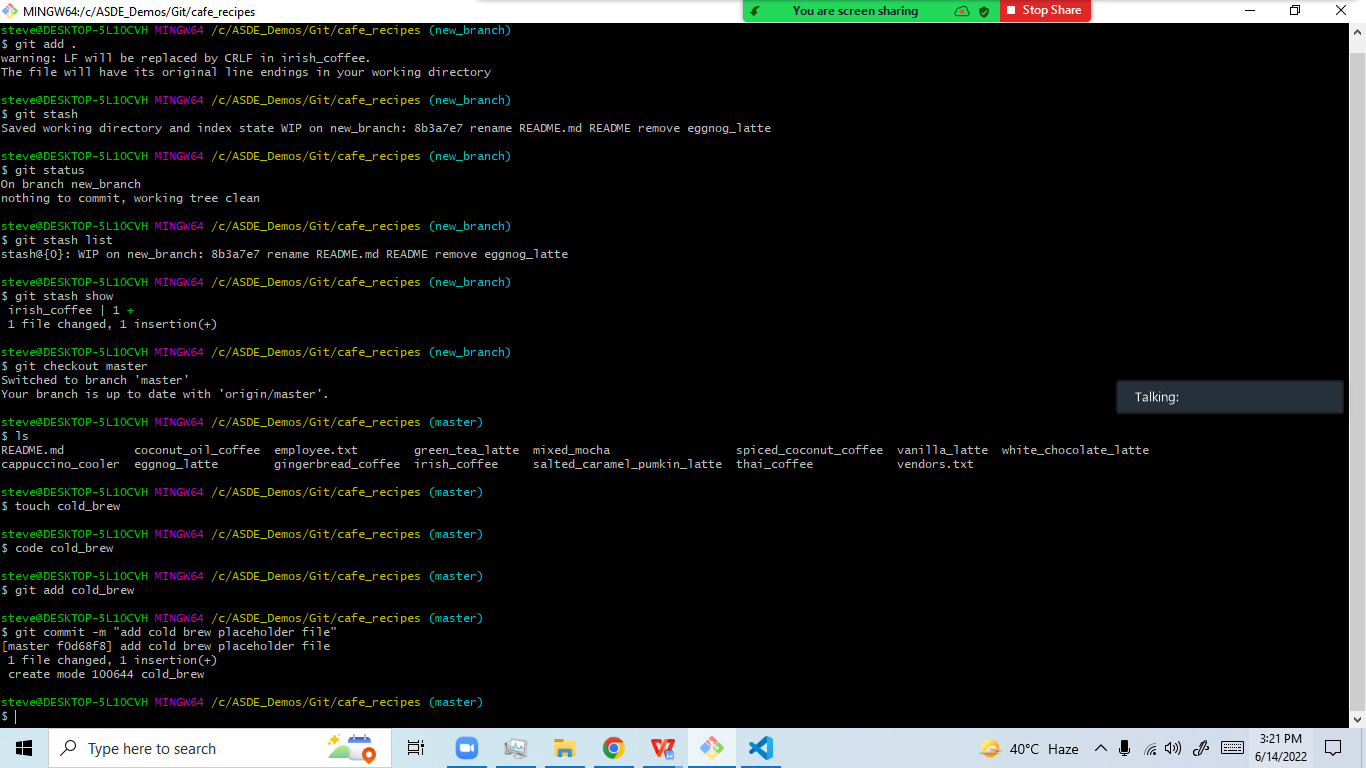 MINGW64:/c/ASDE_Demos/Git/cafe_recipes
You are screen sharing
Stop Share
steve@DESKTOP-5L1OCVH MINGW64 /c/ASDE_Demos/Git/cafe_recipes (new_branch)
$ git add .
warning: LF will be replaced by CRLF in irish_coffee.
The file will have its original line endings in your working directory
steve@DESKTOP-5L1OCVH MINGW64 /c/ASDE_Demos/Git/cafe_recipes (new_branch)
$ git stash
Saved working directory and index state WIP on new_branch: 8b3a7e7 rename README.md README remove eggnog_latte
steve@DESKTOP-5L1OCVH MINGW64 /c/ASDE_Demos/Git/cafe_recipes (new_branch)
$ git status
On branch new_branch
nothing to commit, working tree clean
steve@DESKTOP-5L1OCVH MINGW64 /c/ASDE_Demos/Git/cafe_recipes (new_branch)
$ git stash list
stash@{0}: WIP on new_branch: 8b3a7e7 rename README.md README remove eggnog_latte
steve@DESKTOP-5L1OCVH MINGW64 /c/ASDE_Demos/Git/cafe_recipes (new_branch)
$ git stash show
irish_coffee | 1 +
1 file changed, 1 insertion(+)
steve@DESKTOP-5L1OCVH MINGW64 /c/ASDE_Demos/Git/cafe_recipes (new_branch)
$ git checkout master
Switched to branch 'master'
Your branch is up to date with 'origin/master'.
Talking:
steve@DESKTOP-5L1OCVH MINGW64 /c/ASDE_Demos/Git/cafe_recipes (master)
$ ls
README.md coconut_oil_coffee employee.txt green_tea_latte mixed_mocha spiced_coconut_coffee vanilla_latte white_chocolate_latte
cappuccino_cooler eggnog_latte gingerbread_coffee irish_coffee salted_caramel_pumkin_latte thai_coffee vendors.txt
steve@DESKTOP-5L1OCVH MINGW64 /c/ASDE_Demos/Git/cafe_recipes (master)
$ touch cold_brew
steve@DESKTOP-5L1OCVH MINGW64 /c/ASDE_Demos/Git/cafe_recipes (master)
$ code cold_brew
steve@DESKTOP-5L1OCVH MINGW64 /c/ASDE_Demos/Git/cafe_recipes (master)
$ git add cold_brew
steve@DESKTOP-5L1OCVH MINGW64 /c/ASDE_Demos/Git/cafe_recipes (master)
$ git commit -m "add cold brew placeholder file"
[master f0d68f8] add cold brew placeholder file
1 file changed, 1 insertion(+)
create mode 100644 cold_brew
steve@DESKTOP-5L1OCVH MINGW64 /c/ASDE_Demos/Git/cafe_recipes (master)
$
Type here to search
40°C Haze
3:21 PM
6/14/2022